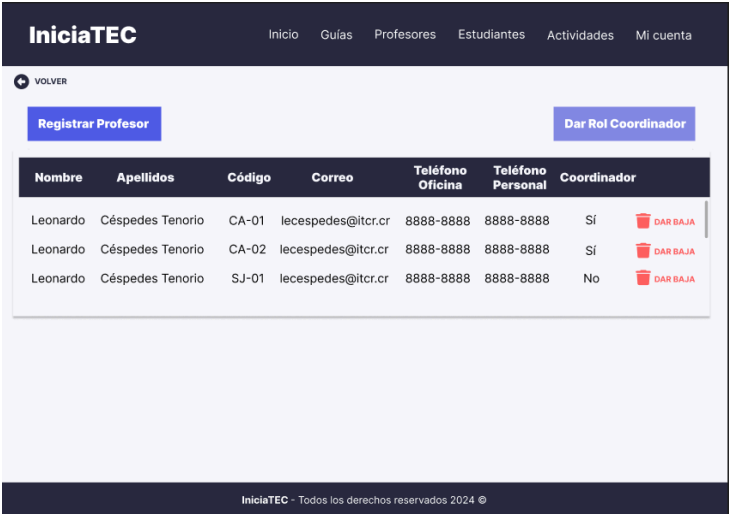 IniciaTEC
Inicio Guías Profesores Estudiantes Actividades Mi cuenta
VOLVER
Registrar Profesor
Dar Rol Coordinador
Nombre Apellidos Código Correo Teléfono Oficina Teléfono Personal Coordinador
Leonardo Céspedes Tenorio CA-01 lecespedes@itcr.cr 8888-8888 8888-8888 Sí DAR BAJA
Leonardo Céspedes Tenorio CA-02 lecespedes@itcr.cr 8888-8888 8888-8888 Sí DAR BAJA
Leonardo Céspedes Tenorio SJ-01 lecespedes@itcr.cr 8888-8888 8888-8888 No DAR BAJA
IniciaTEC - Todos los derechos reservados 2024 ©